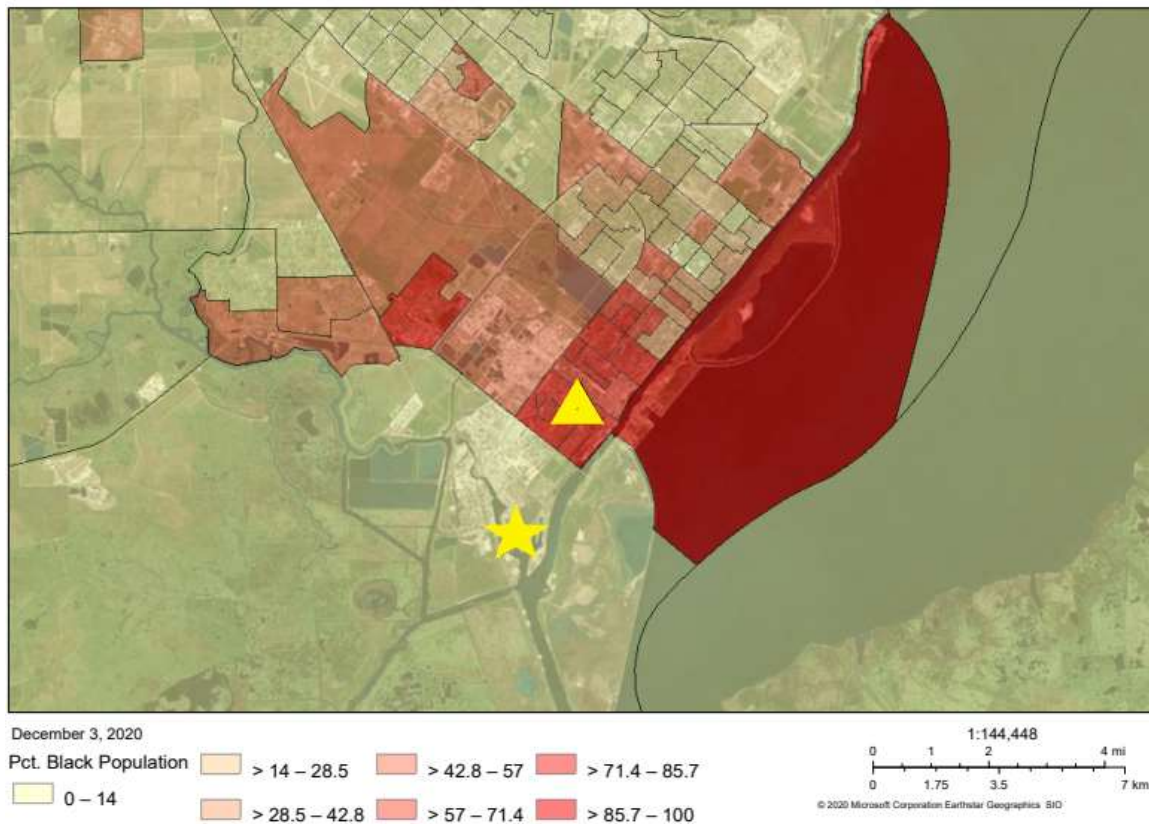 December 3, 2020
Pct. Black Population
0 – 14
> 14 – 28.5
> 28.5 – 42.8
> 42.8 – 57
> 57 – 71.4
> 71.4 – 85.7
> 85.7 – 100
1:144,448
0 1 2 4 mi
0 1.75 3.5 7 km
© 2020 Microsoft Corporation Earthstar Geographics SIO